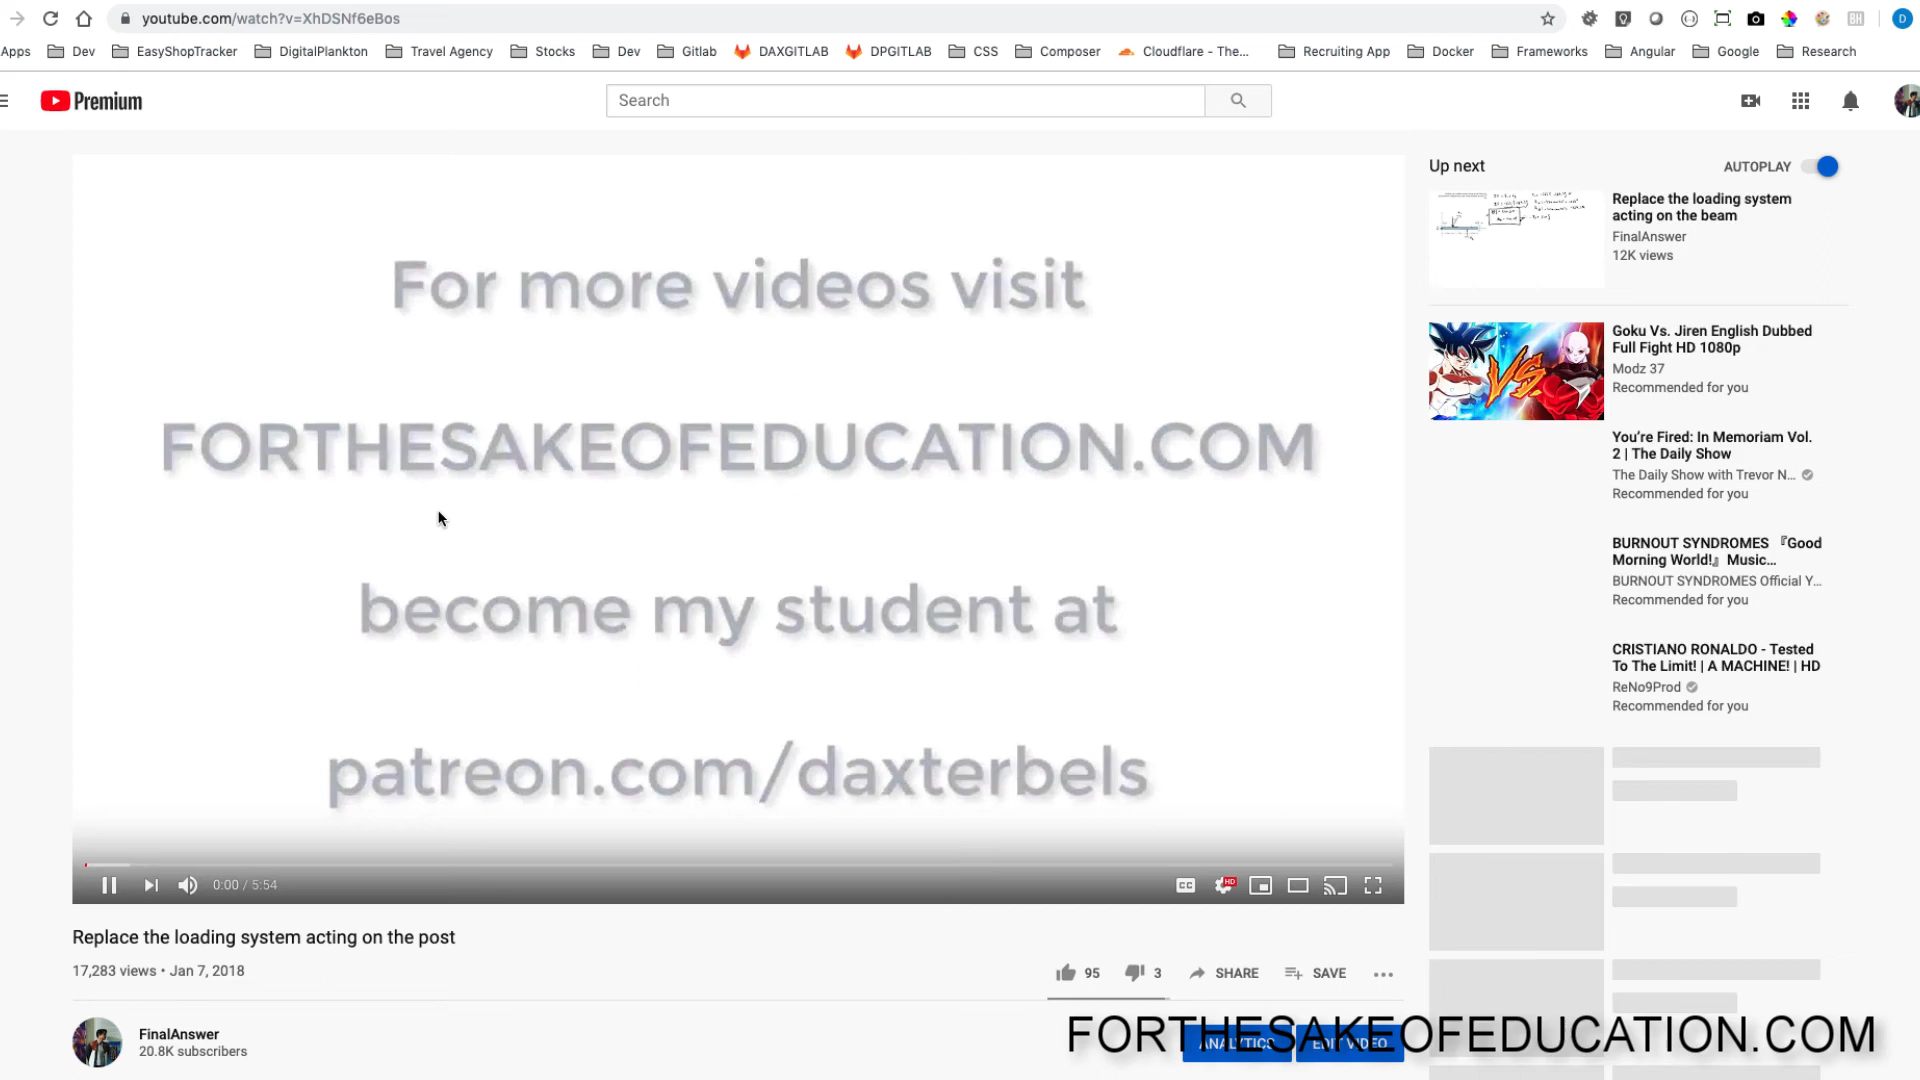 youtube.com/watch?v=XhDSNf6eBos
Apps Dev EasyShopTracker DigitalPlankton Travel Agency Stocks Dev Gitlab DAXGITLAB DPGITLAB CSS Composer Cloudflare - The... Recruiting App Docker Frameworks Angular Google Research
Premium
Search
For more videos visit
FORTHESAKEOFEDUCATION.COM
become my student at
patreon.com/daxterbels
0:00 / 5:54
CC
HD
Replace the loading system acting on the post
17,283 views • Jan 7, 2018
95 3 SHARE SAVE
FinalAnswer
20.8K subscribers
ANALYTICS EDIT VIDEO
Up next AUTOPLAY
Replace the loading system
acting on the beam
FinalAnswer
12K views
VS.
Goku Vs. Jiren English Dubbed
Full Fight HD 1080p
Modz 37
Recommended for you
You're Fired: In Memoriam Vol.
2 | The Daily Show
The Daily Show with Trevor N...
Recommended for you
BURNOUT SYNDROMES 『Good
Morning World!』 Music...
BURNOUT SYNDROMES Official Y...
Recommended for you
CRISTIANO RONALDO - Tested
To The Limit! | A MACHINE! | HD
ReNo9Prod
Recommended for you
FORTHESAKEOFEDUCATION.COM